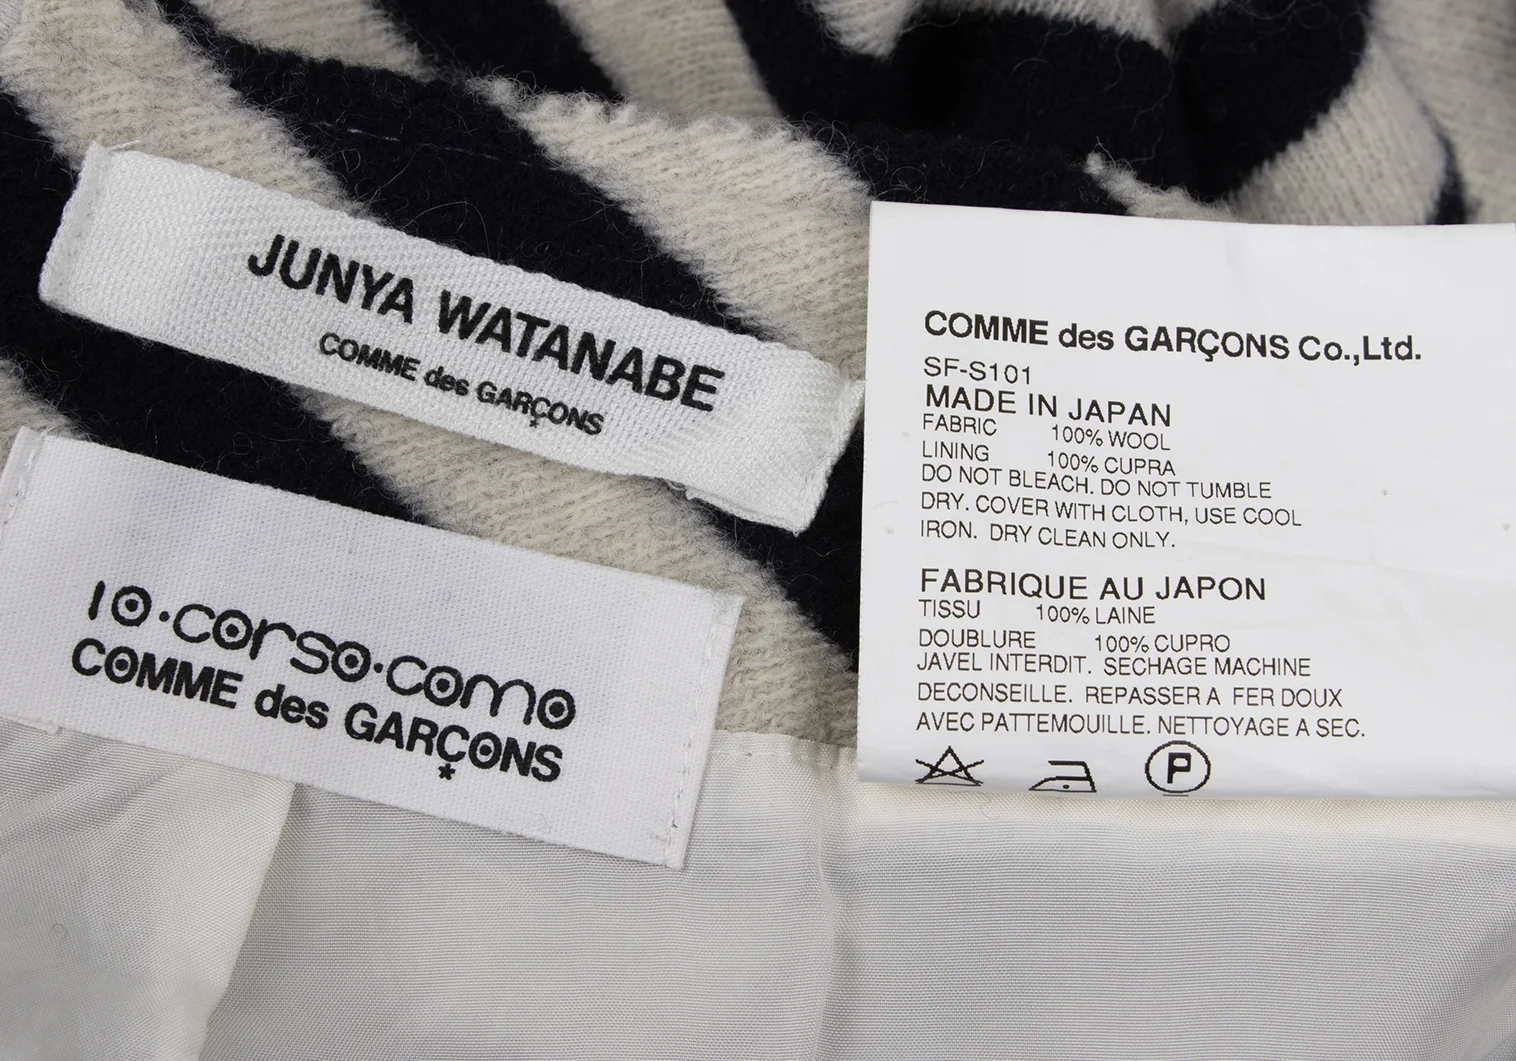 JUNYA WATANABE
COMME des GARÇONS
10·corso·como
COMME des GARÇONS
COMME des GARÇONS Co.,Ltd.
SF-S101
MADE IN JAPAN
FABRIC 100% WOOL
LINING 100% CUPRA
DO NOT BLEACH. DO NOT TUMBLE
DRY. COVER WITH CLOTH, USE COOL
IRON. DRY CLEAN ONLY.
FABRIQUE AU JAPON
TISSU 100% LAINE
DOUBLURE 100% CUPRO
JAVEL INTERDIT. SECHAGE MACHINE
DECONSEILLE. REPASSER A FER DOUX
AVEC PATTEMOUILLE. NETTOYAGE A SEC.
P